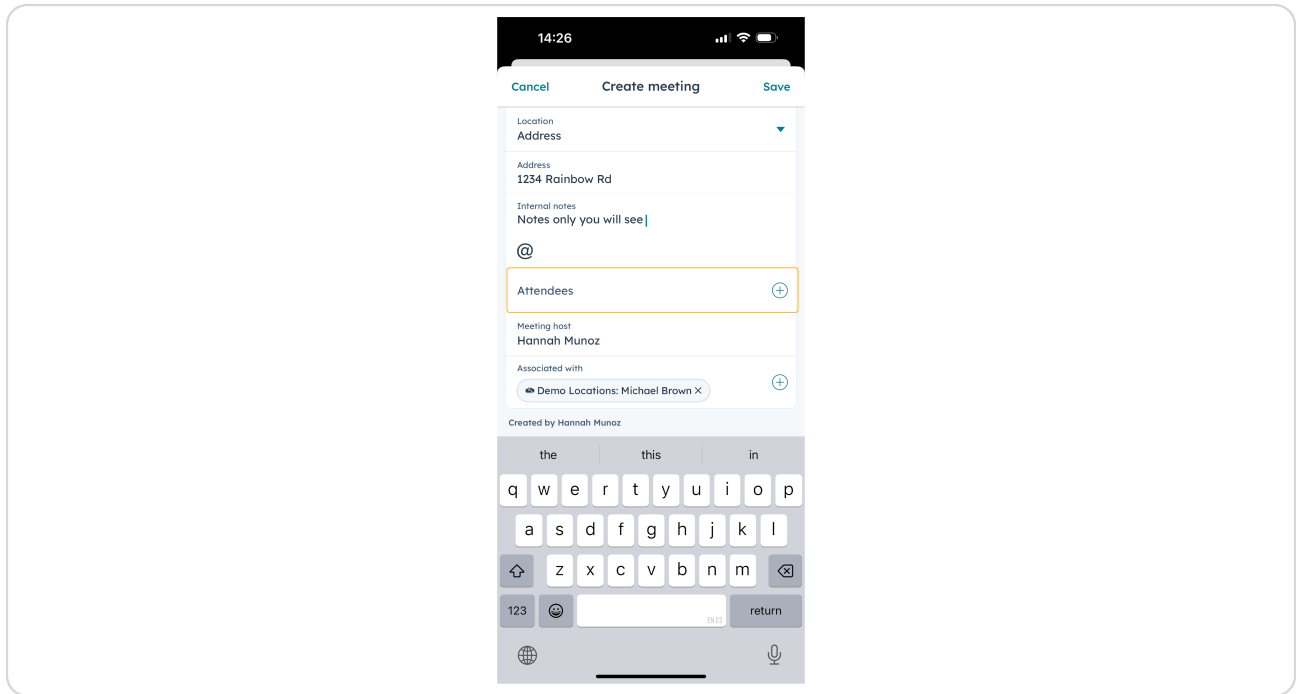 14:26
Cancel Create meeting Save
Location
Address
Address
1234 Rainbow Rd
Internal notes
Notes only you will see
@
Attendees
Meeting host
Hannah Munoz
Associated with
Demo Locations: Michael Brown
Created by Hannah Munoz
the this in
q w e r t y u i o p
a s d f g h j k l
z x c v b n m
123 return
EN ES